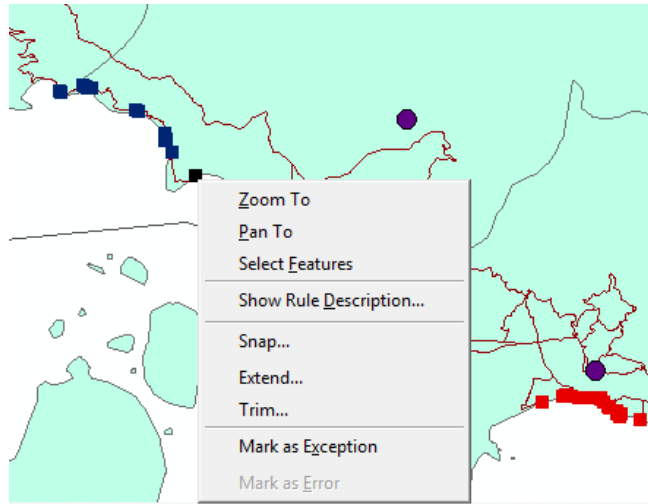 Zoom To
Pan To
Select Features
Show Rule Description...
Snap...
Extend...
Trim...
Mark as Exception
Mark as Error